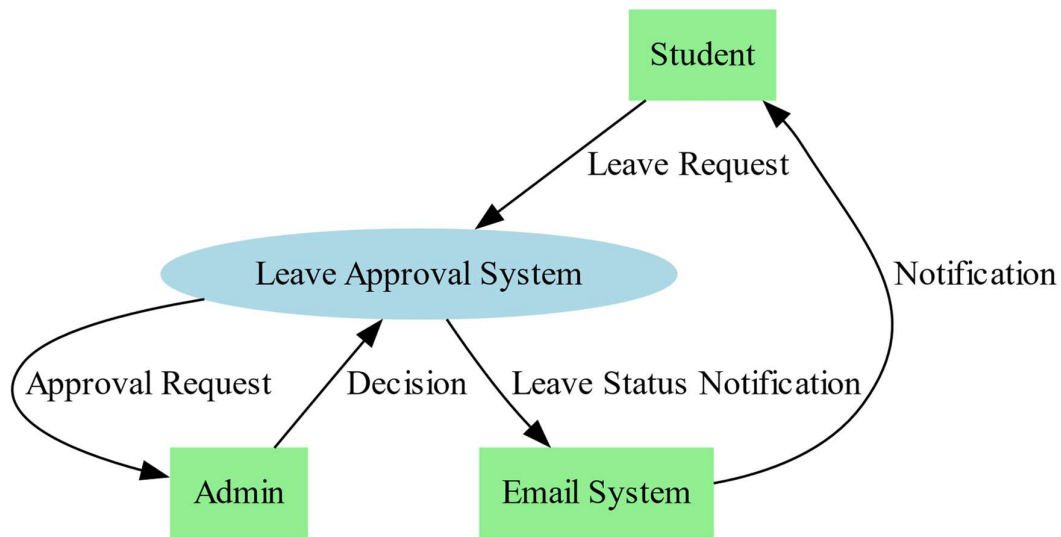 Student
Leave Request
Leave Approval System
Notification
Approval Request
Decision
Leave Status Notification
Admin
Email System